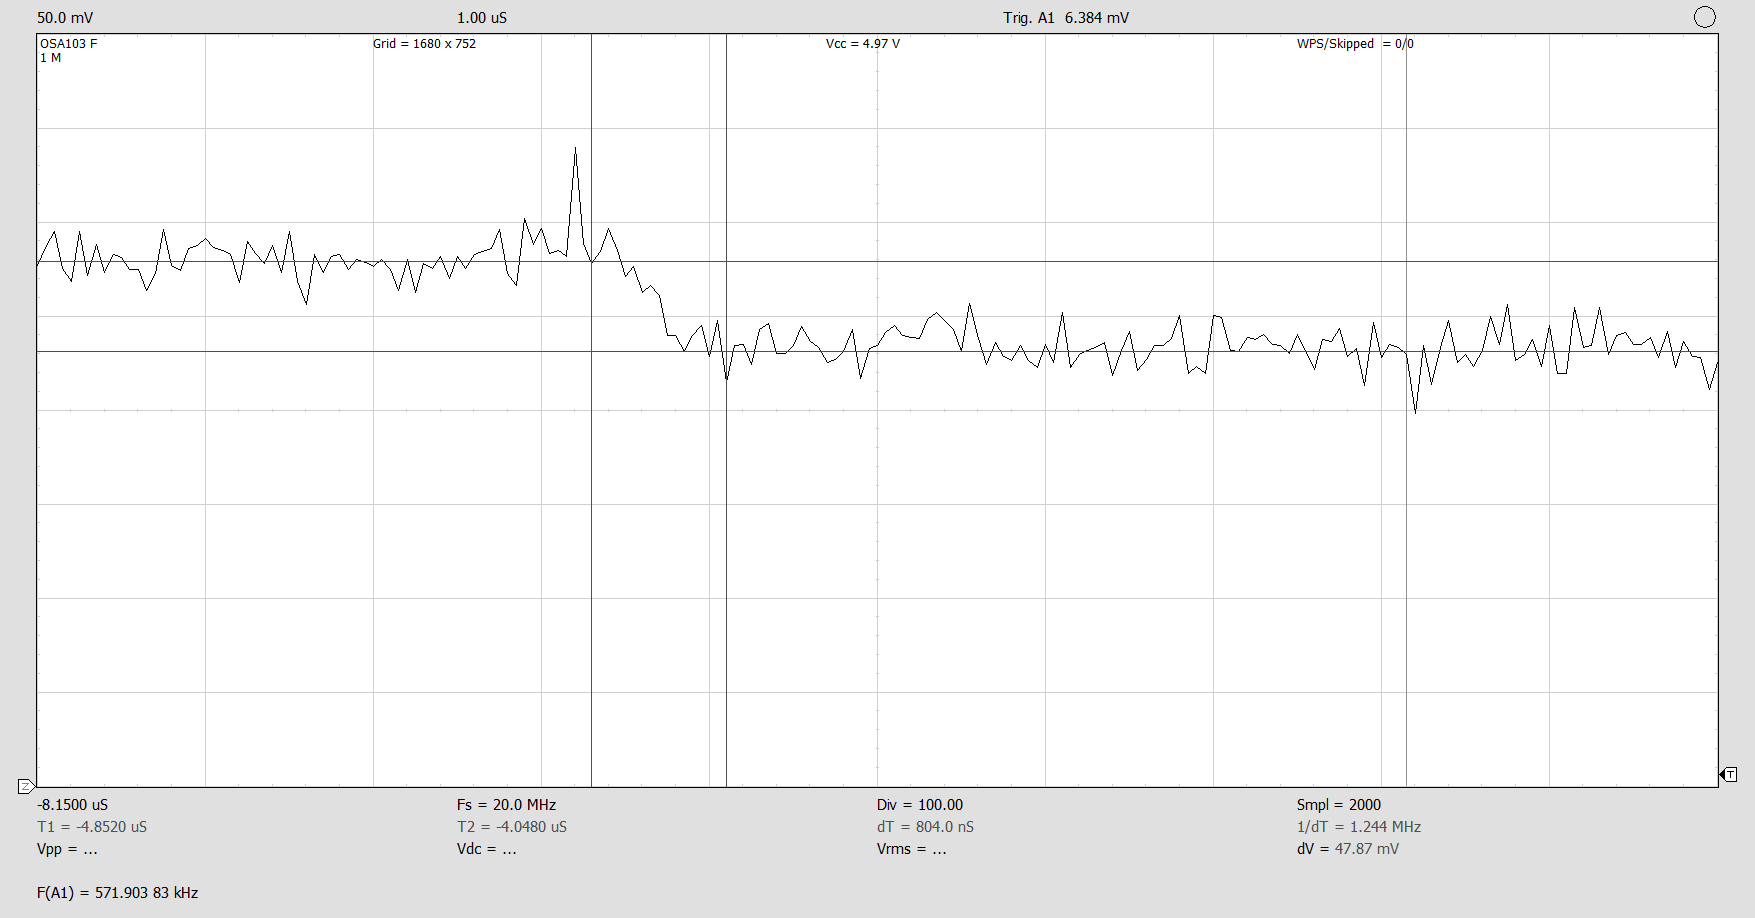 50.0 mV 1.00 uS Trig. A1 6.384 mV
OSA103 F Grid = 1680 x 752 Vcc = 4.97 V WPS/Skipped = 0/0
1 M
Z T
-8.1500 uS Fs = 20.0 MHz Div = 100.00 Smpl = 2000
T1 = -4.8520 uS T2 = -4.0480 uS dT = 804.0 nS 1/dT = 1.244 MHz
Vpp = ... Vdc = ... Vrms = ... dV = 47.87 mV
F(A1) = 571.903 83 kHz